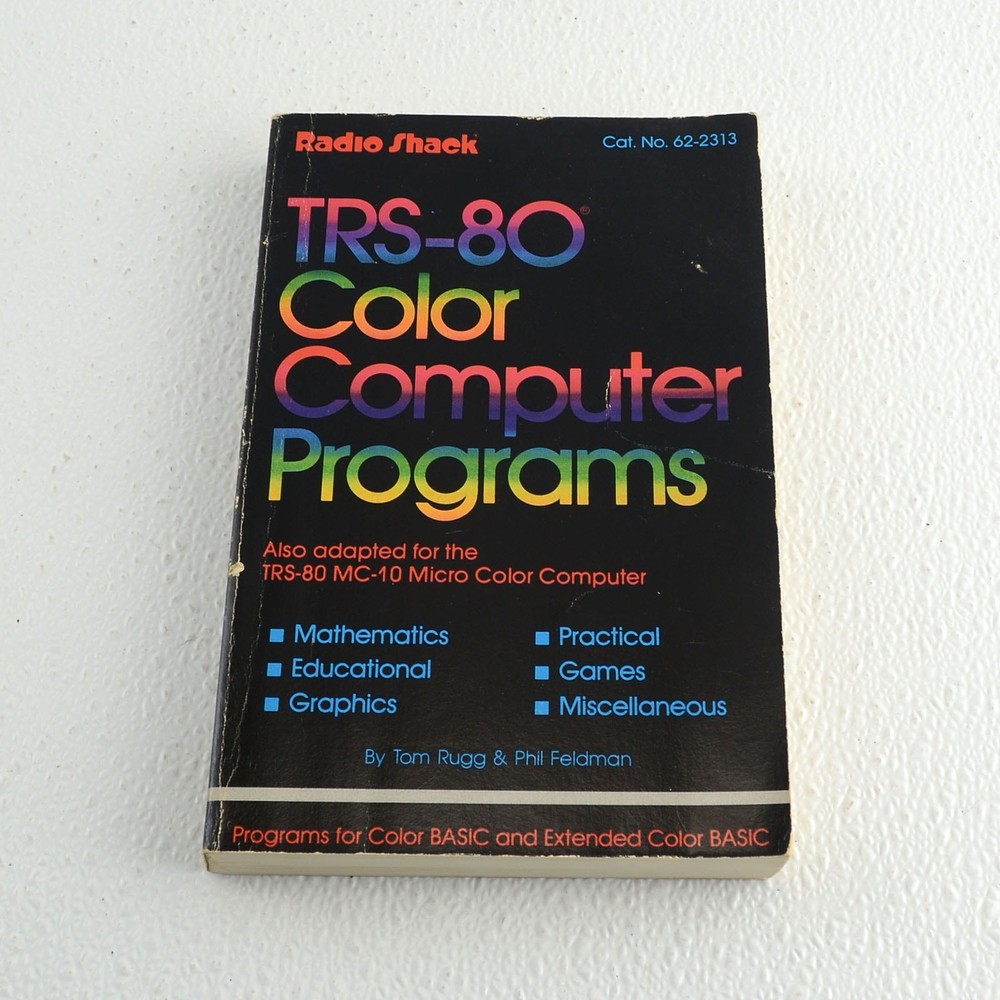 Radio Shack
Cat. No. 62-2313
TRS-80®
Color
Computer
Programs
Also adapted for the
TRS-80 MC-10 Micro Color Computer
■ Mathematics
■ Educational
■ Graphics
■ Practical
■ Games
■ Miscellaneous
By Tom Rugg & Phil Feldman
Programs for Color BASIC and Extended Color BASIC